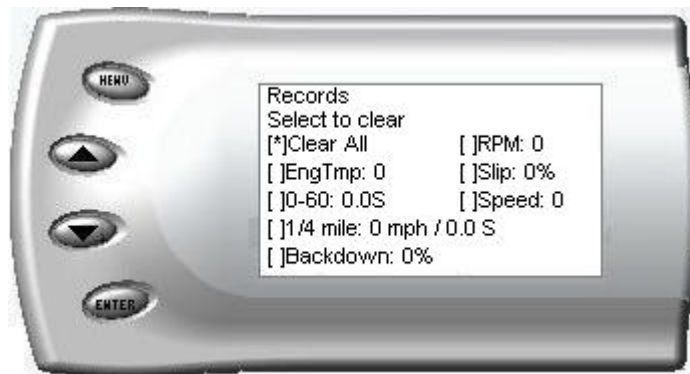 MENU
Records
Select to clear
[*]Clear All [ ]RPM: 0
[ ]EngTmp: 0 [ ]Slip: 0%
[ ]0-60: 0.0S [ ]Speed: 0
[ ]1/4 mile: 0 mph / 0.0 S
[ ]Backdown: 0%
ENTER